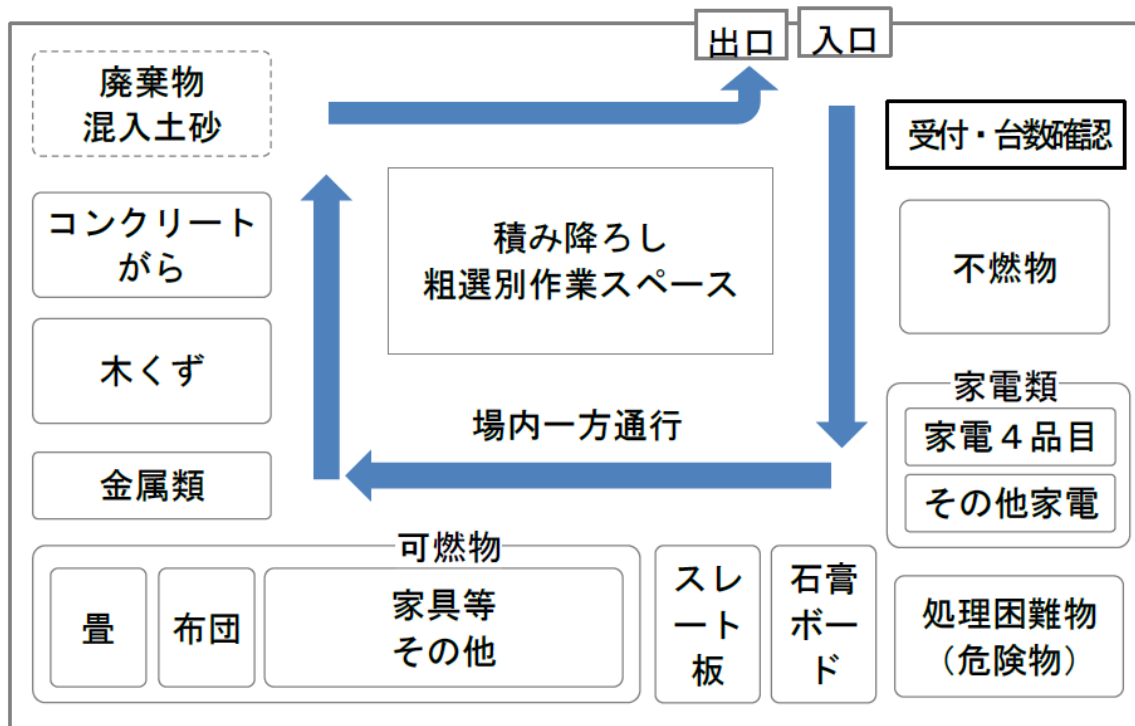 出口
入口
廃棄物
混入土砂
受付・台数確認
コンクリート
がら
積み降ろし
粗選別作業スペース
不燃物
木くず
家電類
家電４品目
その他家電
場内一方通行
金属類
可燃物
畳
布団
家具等
その他
スレ
ート
板
石膏
ボー
ド
処理困難物
（危険物）